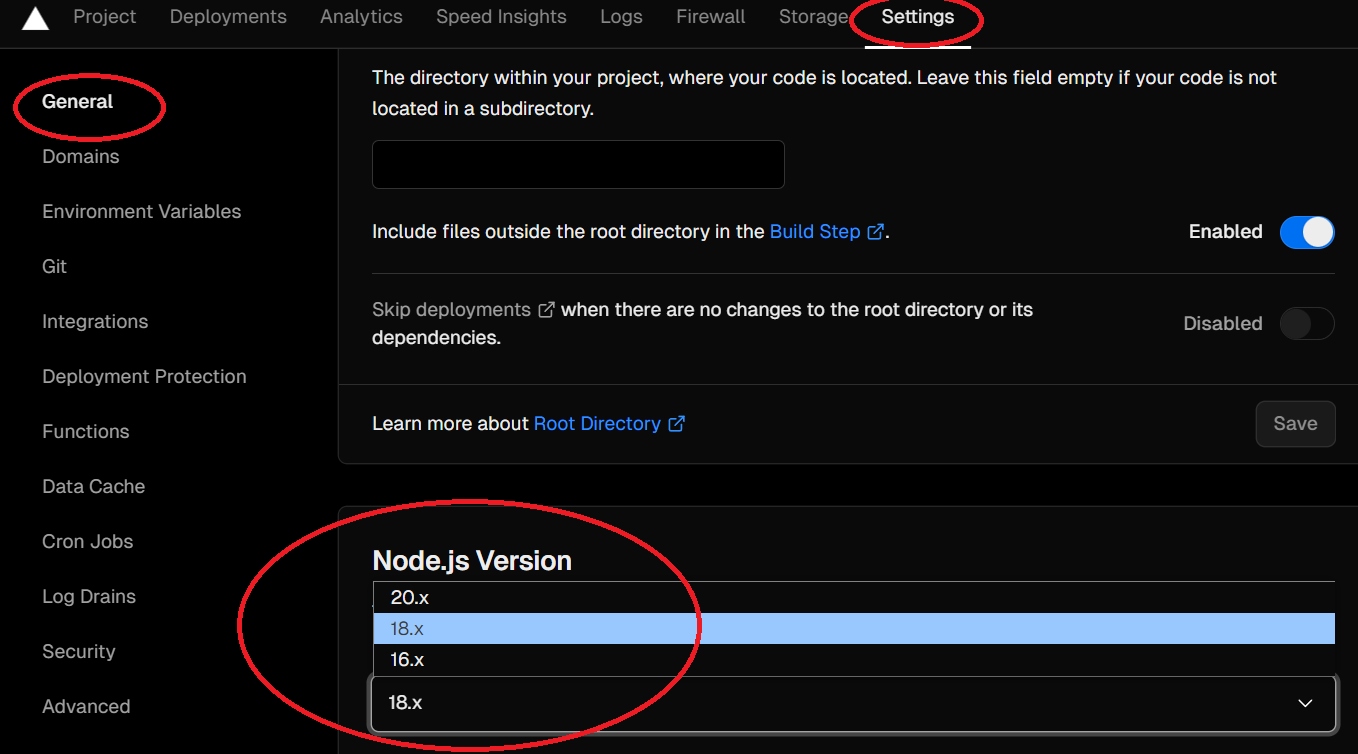 Project Deployments Analytics Speed Insights Logs Firewall Storage Settings
General
Domains
Environment Variables
Git
Integrations
Deployment Protection
Functions
Data Cache
Cron Jobs
Log Drains
Security
Advanced
The directory within your project, where your code is located. Leave this field empty if your code is not
located in a subdirectory.
Include files outside the root directory in the Build Step .
Enabled
Skip deployments when there are no changes to the root directory or its
dependencies.
Disabled
Learn more about Root Directory
Save
Node.js Version
20.x
18.x
16.x
18.x